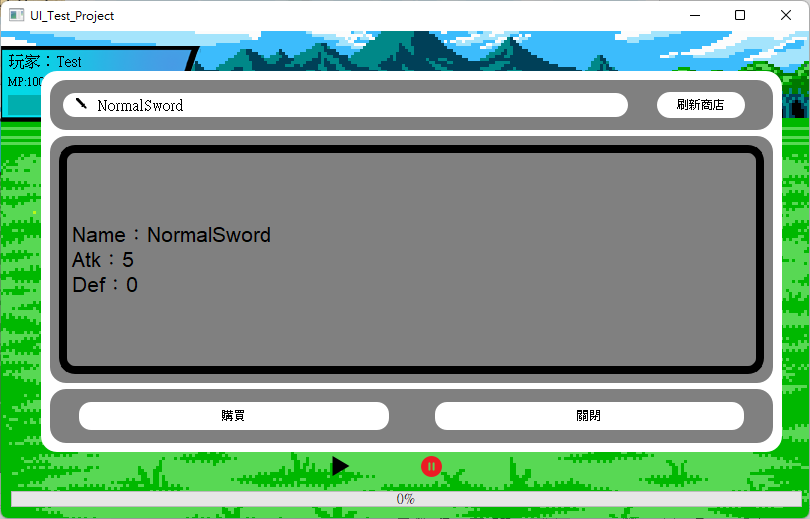 UI_Test_Project
玩家：Test
MP:100
NormalSword
刷新商店
Name：NormalSword
Atk：5
Def：0
購買
關閉
0%